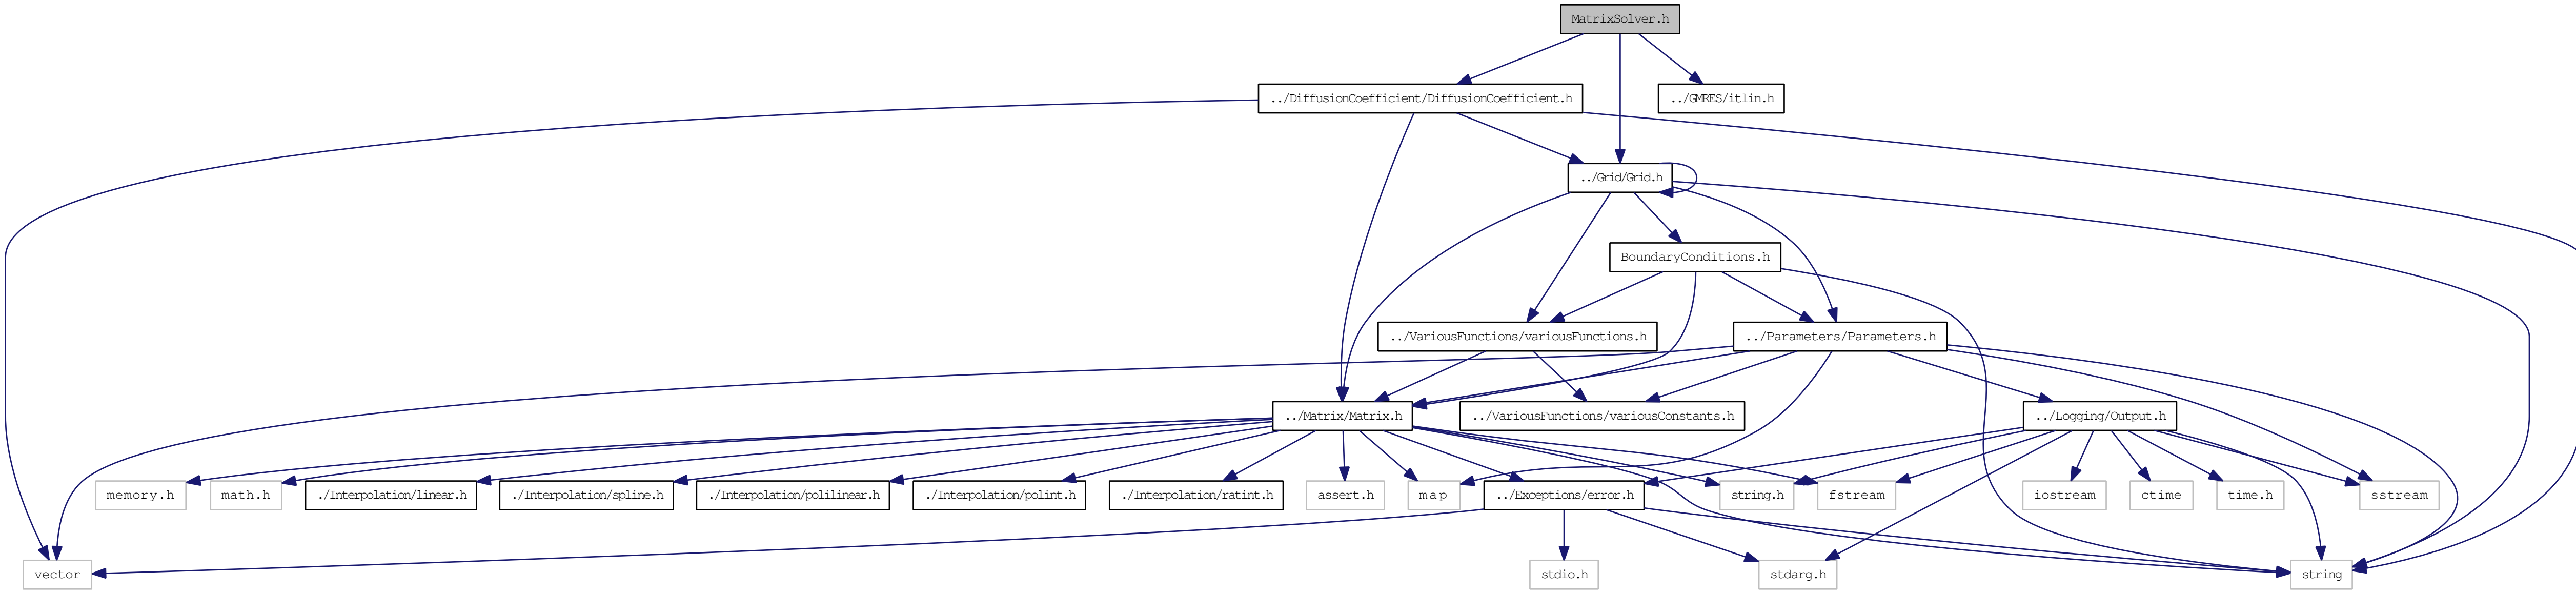 MatrixSolver.h
../DiffusionCoefficient/DiffusionCoefficient.h
../GMRES/itlin.h
../Grid/Grid.h
BoundaryConditions.h
../VariousFunctions/variousFunctions.h
../Parameters/Parameters.h
../Matrix/Matrix.h
../VariousFunctions/variousConstants.h
../Logging/Output.h
memory.h
math.h
./Interpolation/linear.h
./Interpolation/spline.h
./Interpolation/polilinear.h
./Interpolation/polint.h
./Interpolation/ratint.h
assert.h
map
../Exceptions/error.h
string.h
fstream
iostream
ctime
time.h
sstream
vector
stdio.h
stdarg.h
string